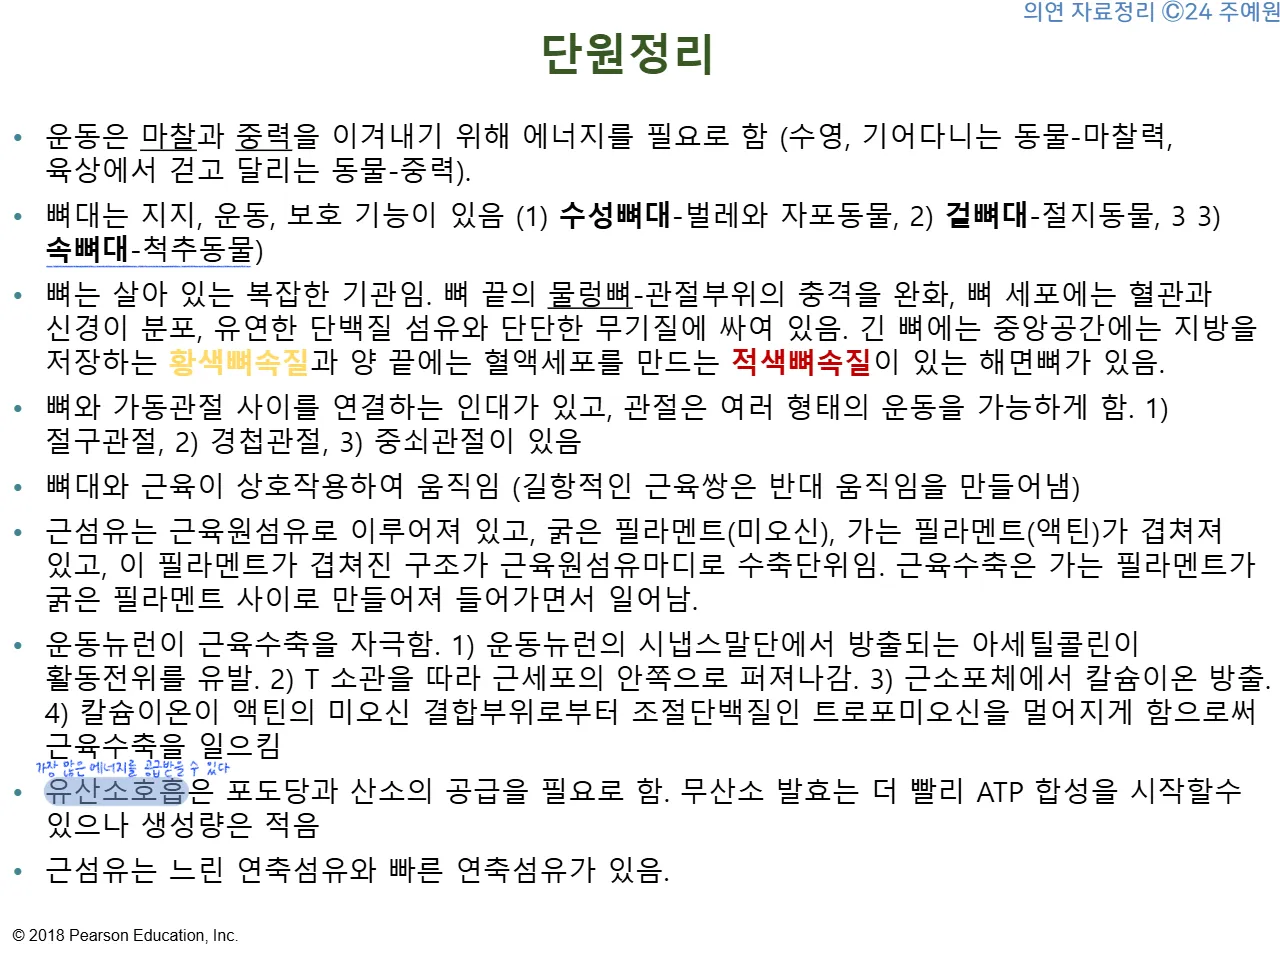 의연 자료정리 ©24 주예원
단원정리
• 운동은 마찰과 중력을 이겨내기 위해 에너지를 필요로 함 (수영, 기어다니는 동물-마찰력,
육상에서 걷고 달리는 동물-중력).
• 뼈대는 지지, 운동, 보호 기능이 있음 (1) 수성뼈대-벌레와 자포동물, 2) 겉뼈대-절지동물, 3 3)
속뼈대-척추동물)
• 뼈는 살아 있는 복잡한 기관임. 뼈 끝의 물렁뼈-관절부위의 충격을 완화, 뼈 세포에는 혈관과
신경이 분포, 유연한 단백질 섬유와 단단한 무기질에 싸여 있음. 긴 뼈에는 중앙공간에는 지방을
저장하는 황색뼈속질과 양 끝에는 혈액세포를 만드는 적색뼈속질이 있는 해면뼈가 있음.
• 뼈와 가동관절 사이를 연결하는 인대가 있고, 관절은 여러 형태의 운동을 가능하게 함. 1)
절구관절, 2) 경첩관절, 3) 중쇠관절이 있음
• 뼈대와 근육이 상호작용하여 움직임 (길항적인 근육쌍은 반대 움직임을 만들어냄)
• 근섬유는 근육원섬유로 이루어져 있고, 굵은 필라멘트(미오신), 가는 필라멘트(액틴)가 겹쳐져
있고, 이 필라멘트가 겹쳐진 구조가 근육원섬유마디로 수축단위임. 근육수축은 가는 필라멘트가
굵은 필라멘트 사이로 만들어져 들어가면서 일어남.
• 운동뉴런이 근육수축을 자극함. 1) 운동뉴런의 시냅스말단에서 방출되는 아세틸콜린이
활동전위를 유발. 2) T 소관을 따라 근세포의 안쪽으로 퍼져나감. 3) 근소포체에서 칼슘이온 방출.
4) 칼슘이온이 액틴의 미오신 결합부위로부터 조절단백질인 트로포미오신을 멀어지게 함으로써
근육수축을 일으킴
가장 많은 에너지를 공급받을 수 있다
• 유산소호흡은 포도당과 산소의 공급을 필요로 함. 무산소 발효는 더 빨리 ATP 합성을 시작할수
있으나 생성량은 적음
• 근섬유는 느린 연축섬유와 빠른 연축섬유가 있음.
© 2018 Pearson Education, Inc.